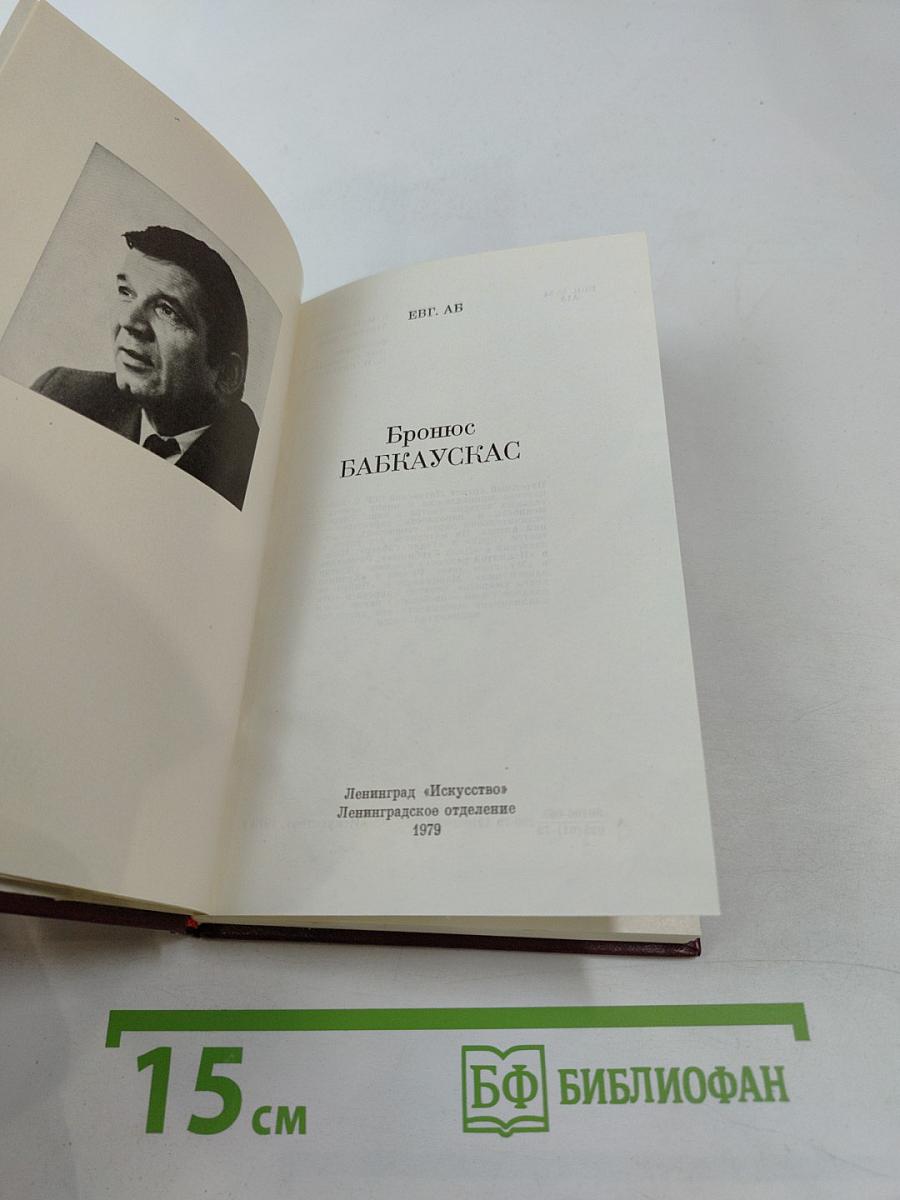 ЕВГ. АБ
Бронюс
БАБКАУСКАС
Ленинград «Искусство»
Ленинградское отделение
1979
15 см
БФ БИБЛИОФАН